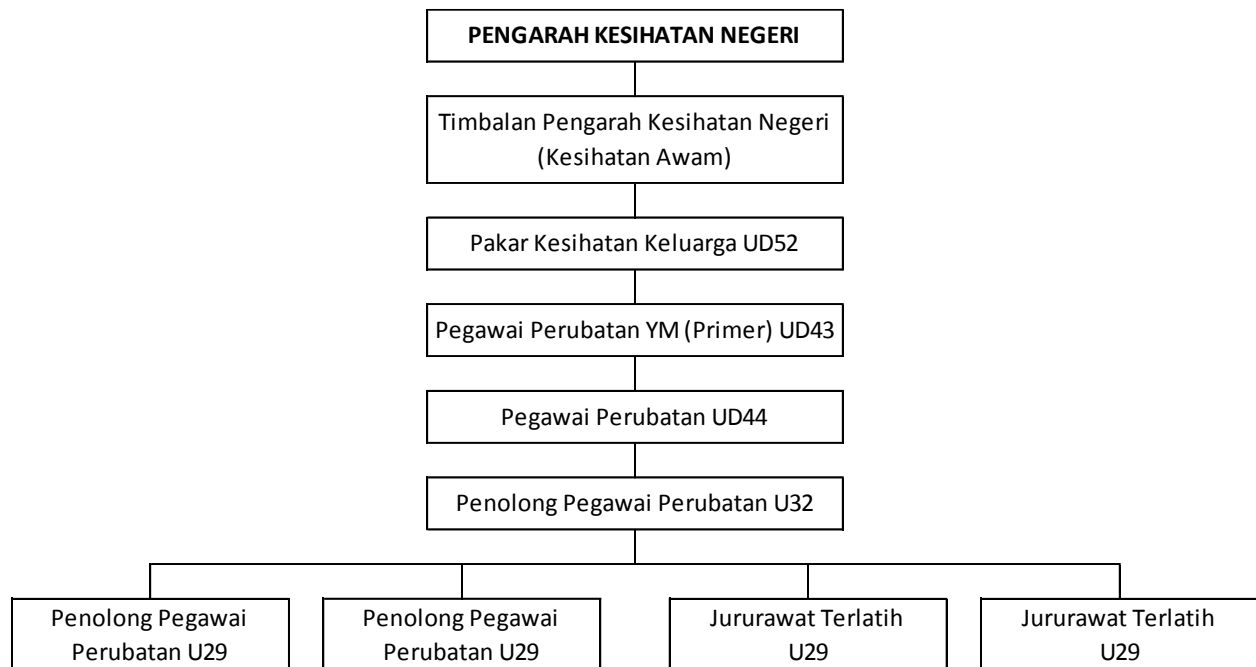 PENGARAH KESIHATAN NEGERI
Timbalan Pengarah Kesihatan Negeri
(Kesihatan Awam)
Pakar Kesihatan Keluarga UD52
Pegawai Perubatan YM (Primer) UD43
Pegawai Perubatan UD44
Penolong Pegawai Perubatan U32
Penolong Pegawai
Perubatan U29
Penolong Pegawai
Perubatan U29
Jururawat Terlatih
U29
Jururawat Terlatih
U29